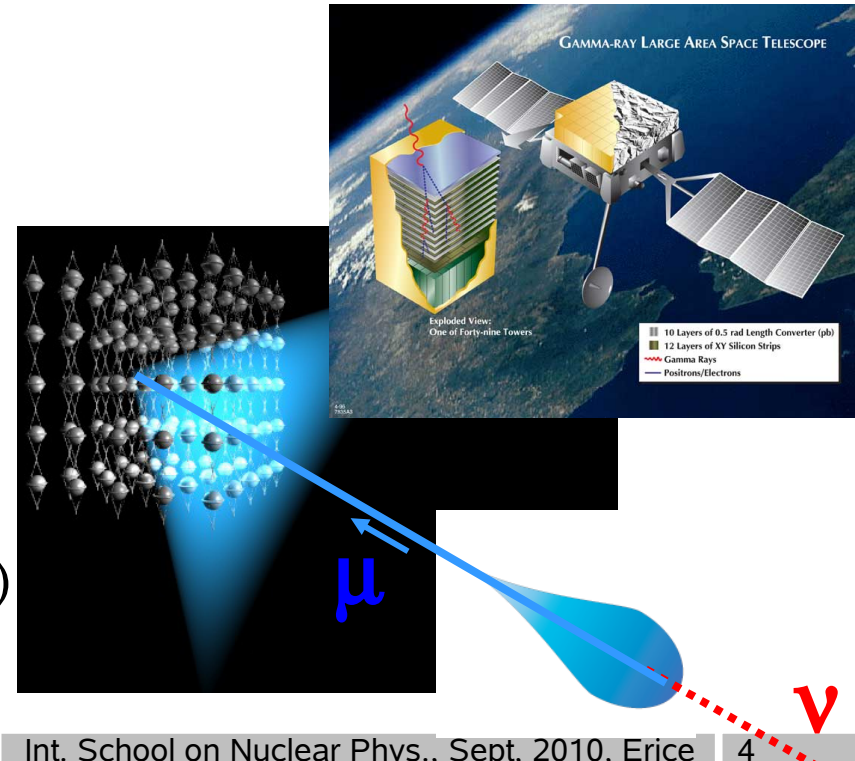 GAMMA-RAY LARGE AREA SPACE TELESCOPE
Exploded View:
One of Forty-nine Towers
10 Layers of 0.5 rad Length Converter (pb)
12 Layers of XY Silicon Strips
Gamma Rays
Positrons/Electrons
)
μ
ν
Int. School on Nuclear Phys., Sept. 2010, Erice 4